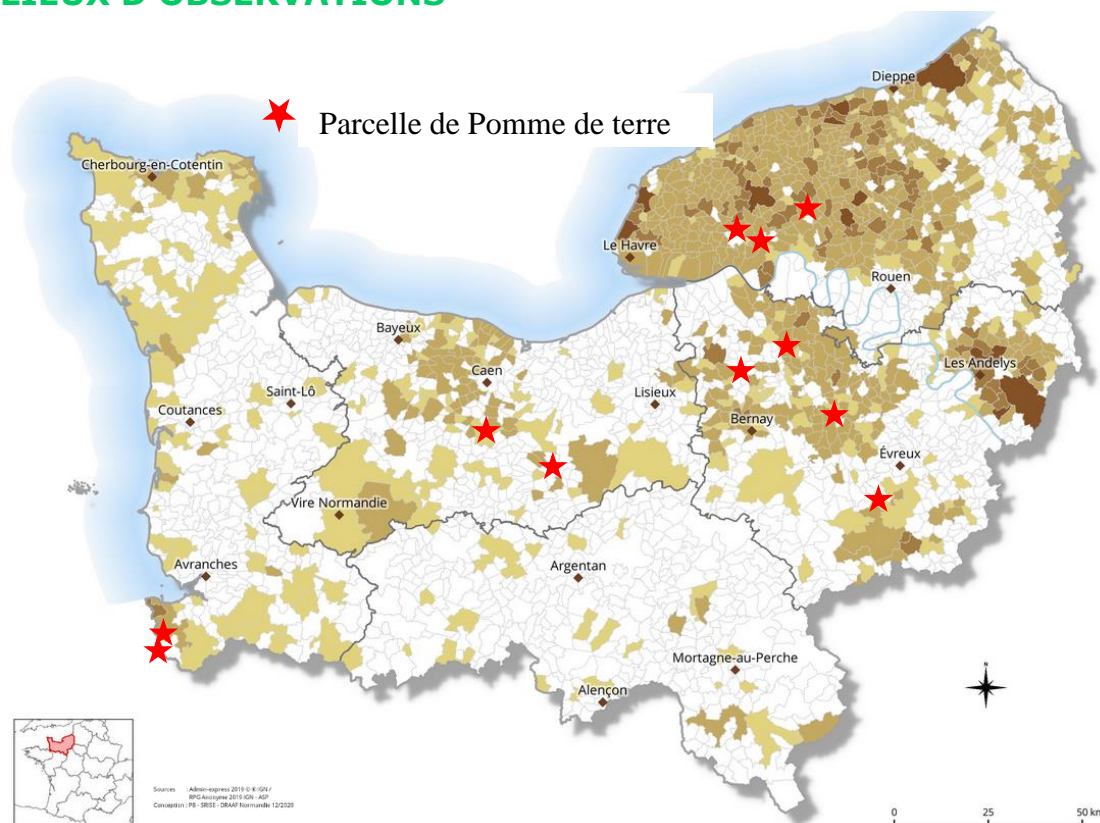 LIEUX D'OBSERVATIONS
Dieppe
Parcelle de Pomme de terre
Cherbourg-en-Cotentin
Le Havre
Rouen
Bayeux
Caen
Les Andelys
Saint-Lô
Lisieux
Coutances
Bernay
Évreux
Vire Normandie
Avranches
Argentan
N
Mortagne-au-Perche
Alençon
Sources : Admin-express 2019 © ® IGN /
RPG Anonyme 2019 IGN - ASP
Conception : PB - SRISE - DRAAF Normandie 12/2020
0 25 50 km